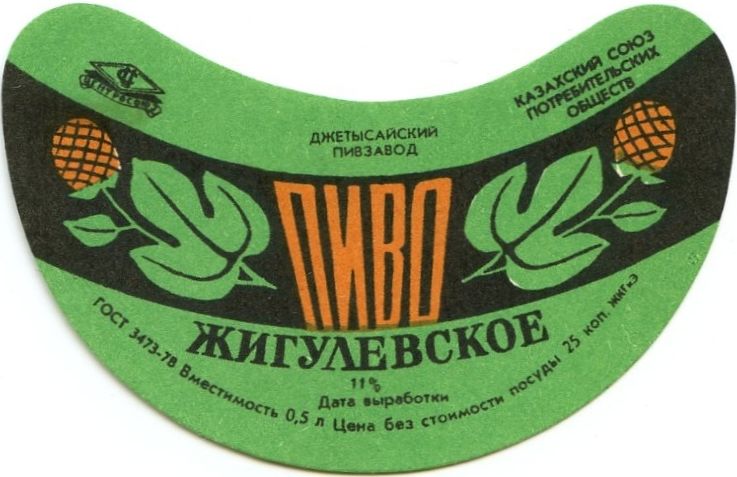 ЦЕНТРОСОЮЗ
КАЗАХСКИЙ СОЮЗ
ПОТРЕБИТЕЛЬСКИХ
ОБЩЕСТВ
ДЖЕТЫСАЙСКИЙ
ПИВЗАВОД
ПИВО
ЖИГУЛЕВСКОЕ
11%
Дата выработки
ГОСТ 3473-78 Вместимость 0,5 л Цена без стоимости посуды 25 коп.